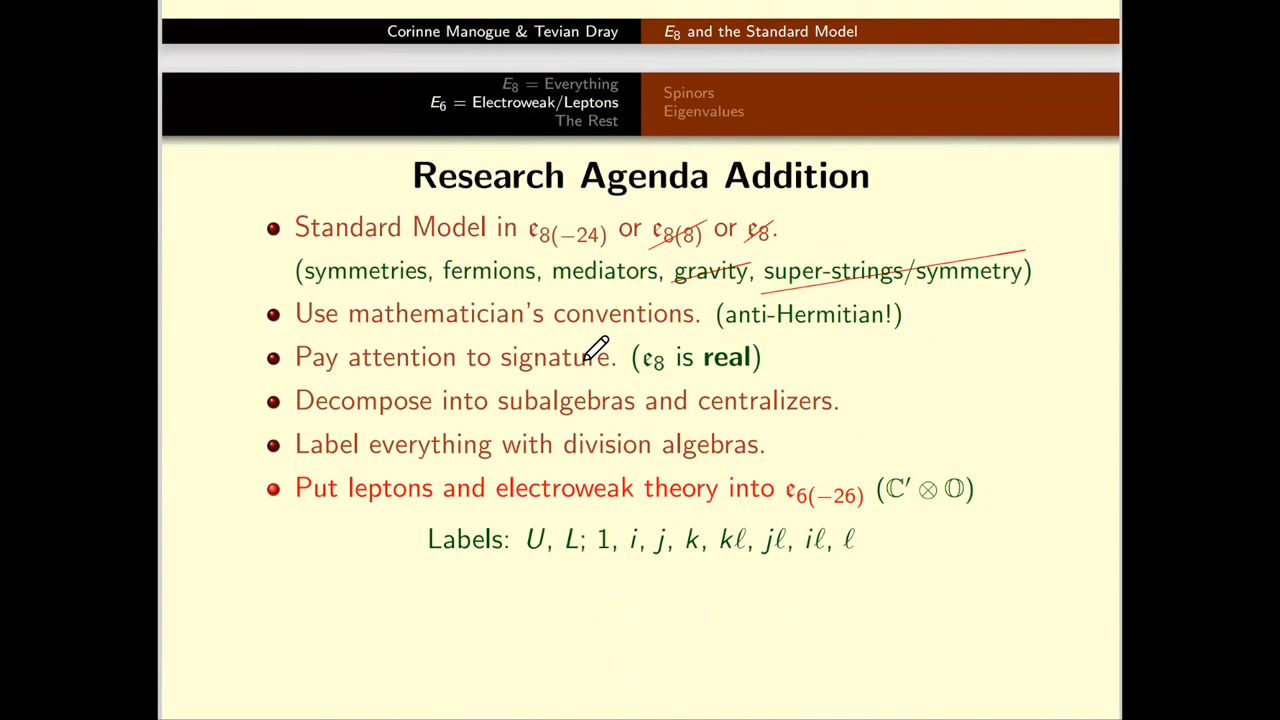 Corinne Manogue & Tevian Dray
E₈ and the Standard Model
E₈ = Everything
E₆ = Electroweak/Leptons
The Rest
Spinors
Eigenvalues
Research Agenda Addition
Standard Model in 𝔢₈₍₋₂₄₎ or 𝔢₈₍₈₎ or 𝔢₈.
(symmetries, fermions, mediators, gravity, super-strings/symmetry)
Use mathematician's conventions. (anti-Hermitian!)
Pay attention to signature. (𝔢₈ is real)
Decompose into subalgebras and centralizers.
Label everything with division algebras.
Put leptons and electroweak theory into 𝔢₆₍₋₂₆₎ (ℂ′ ⊗ 𝕆)
Labels: U, L; 1, i, j, k, kℓ, jℓ, iℓ, ℓ